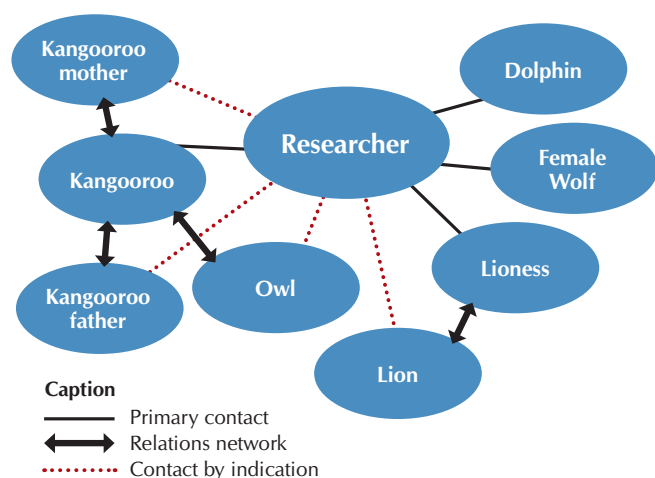 Kangooroo
mother
Dolphin
Researcher
Female
Wolf
Kangooroo
Lioness
Kangooroo
father
Owl
Lion
Caption
Primary contact
Relations network
Contact by indication